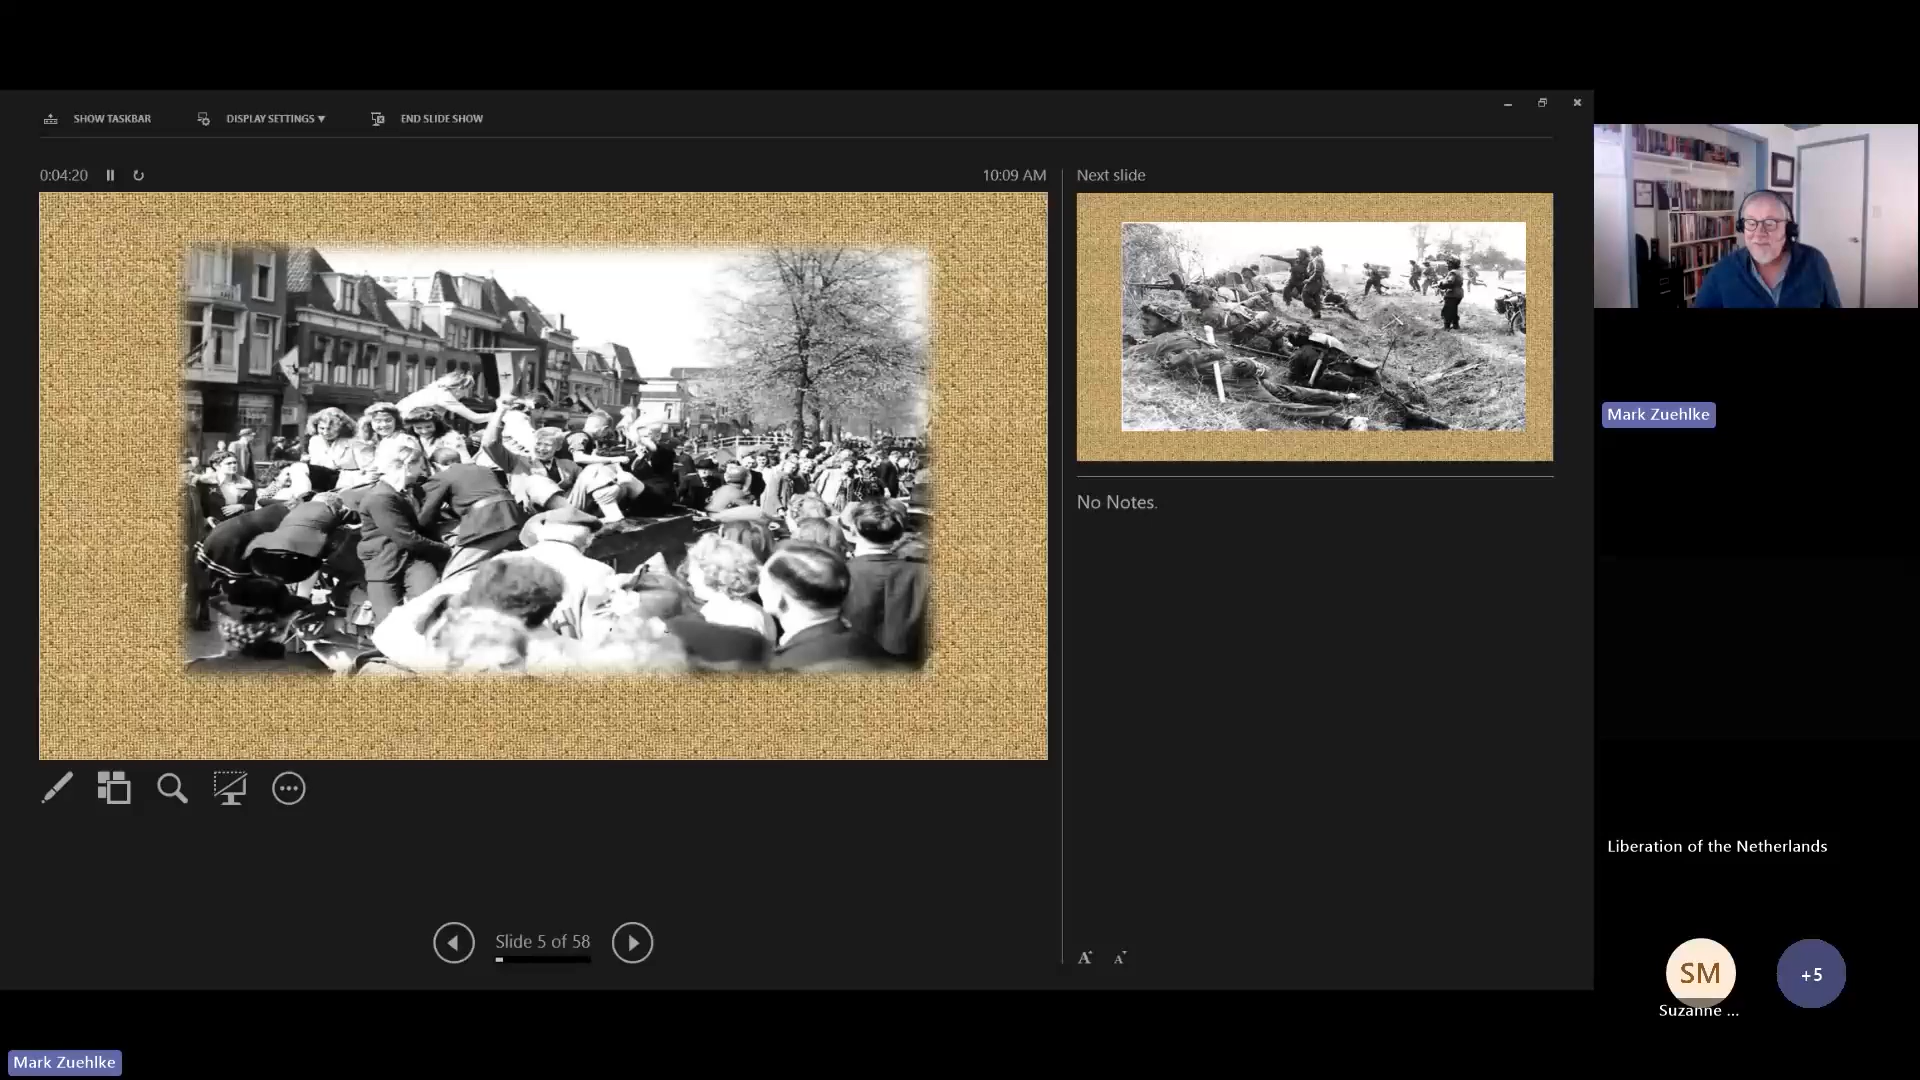 SHOW TASKBAR
DISPLAY SETTINGS ▼
END SLIDE SHOW
0:04:20
10:09 AM
Next slide
No Notes.
Slide 5 of 58
A
A
Mark Zuehlke
Liberation of the Netherlands
SM
+5
Suzanne ...
Mark Zuehlke